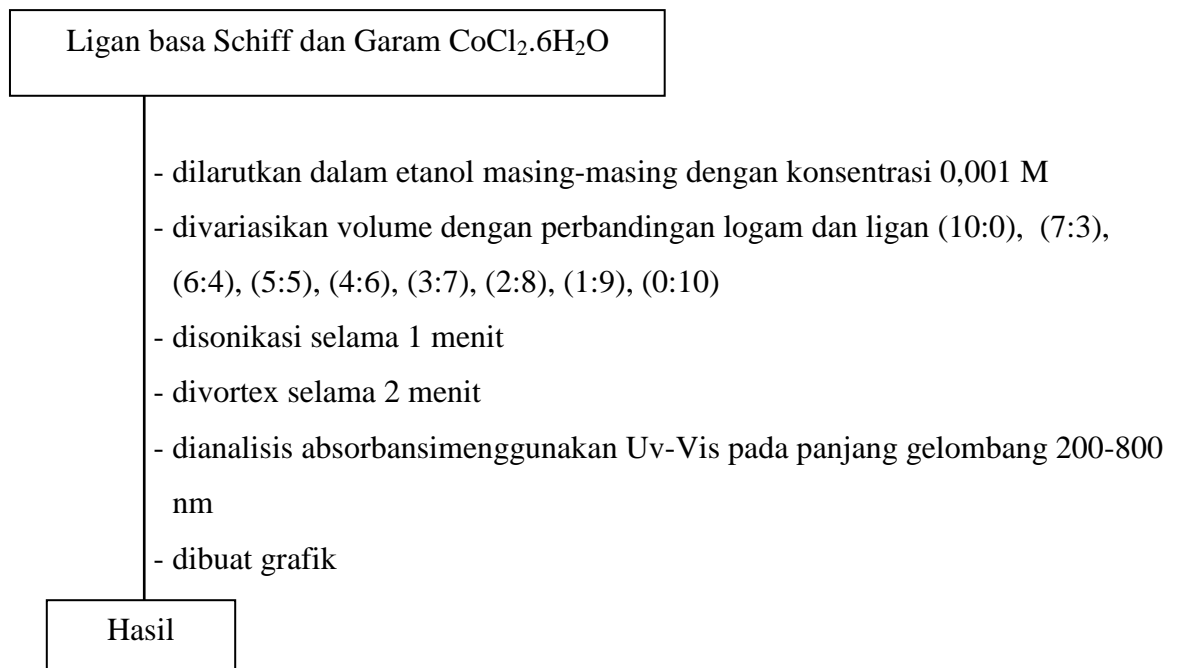 Ligan basa Schiff dan Garam CoCl₂.6H₂O
- dilarutkan dalam etanol masing-masing dengan konsentrasi 0,001 M
- divariasikan volume dengan perbandingan logam dan ligan (10:0), (7:3),
(6:4), (5:5), (4:6), (3:7), (2:8), (1:9), (0:10)
- disonikasi selama 1 menit
- divortex selama 2 menit
- dianalisis absorbansimenggunakan Uv-Vis pada panjang gelombang 200-800
nm
- dibuat grafik
Hasil